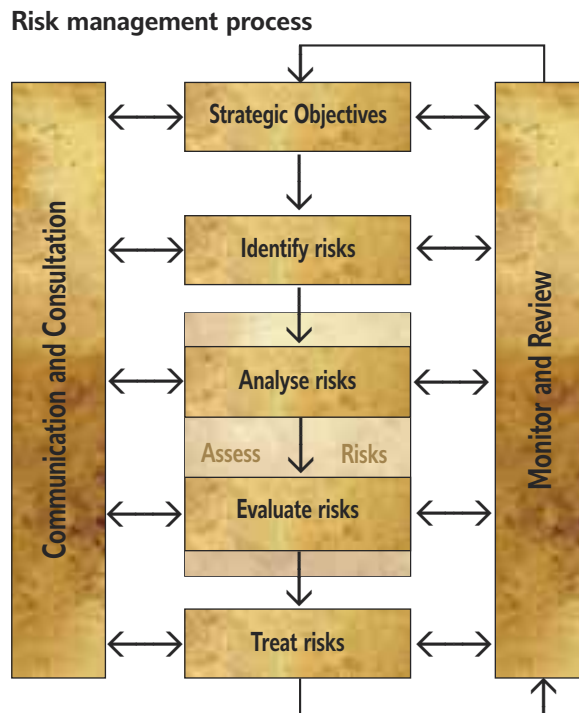 Risk management process
Strategic Objectives
Identify risks
Analyse risks
Assess Risks
Evaluate risks
Treat risks
Communication and Consultation
Monitor and Review